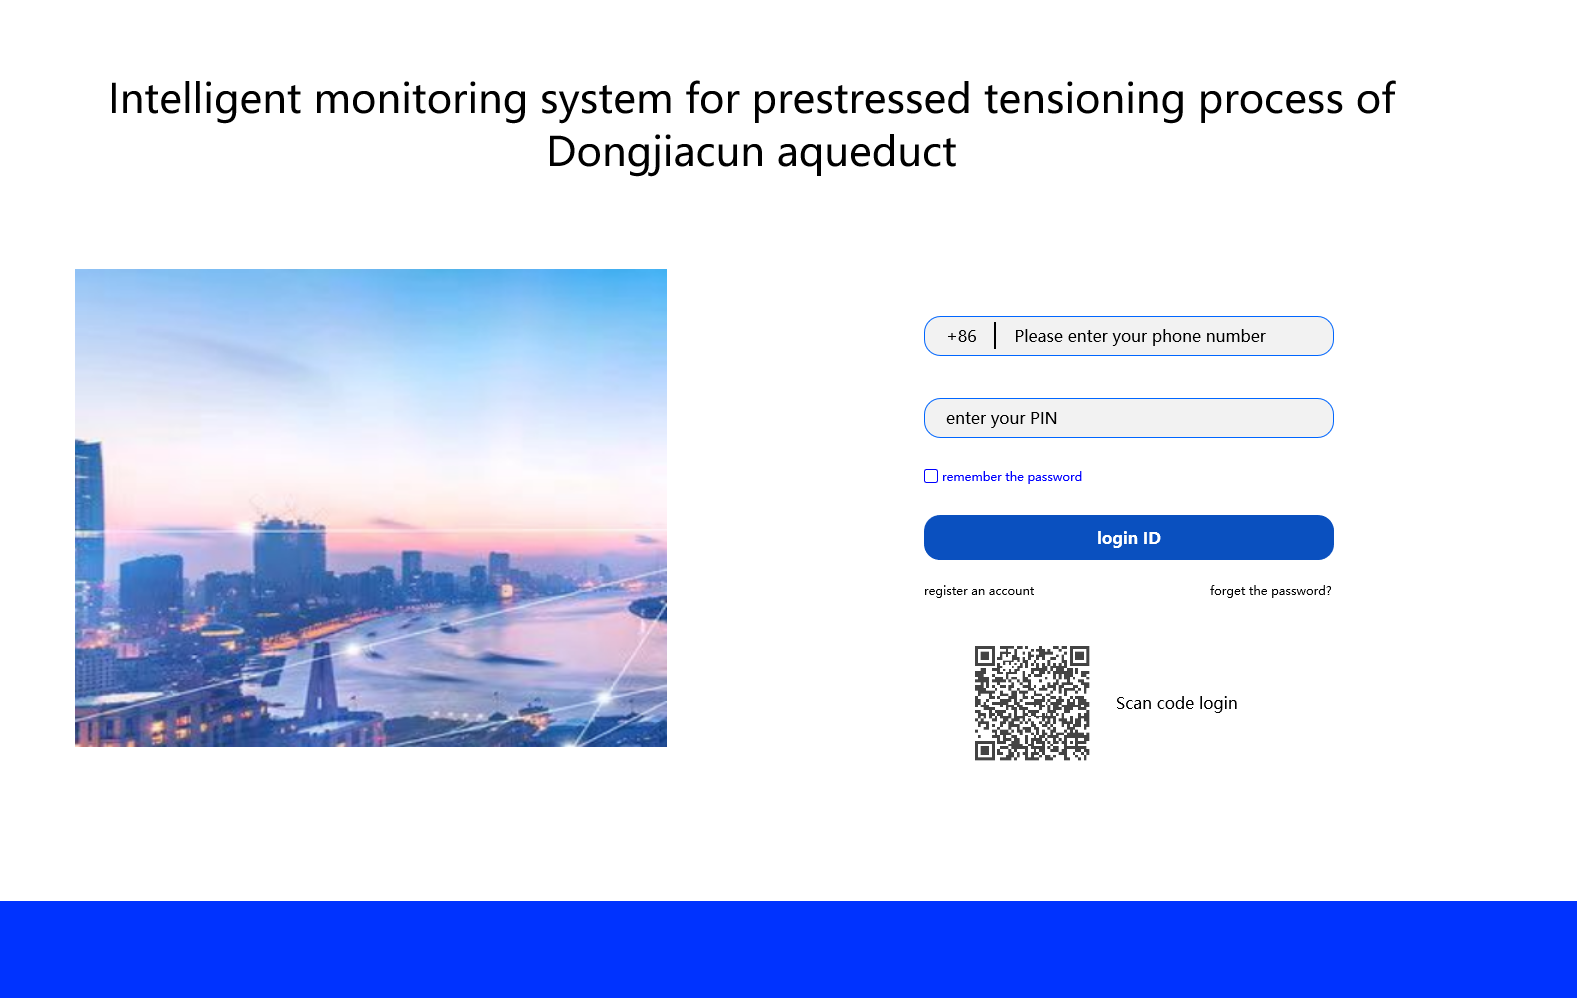 Intelligent monitoring system for prestressed tensioning process of
Dongjiacun aqueduct
+86 Please enter your phone number
enter your PIN
remember the password
login ID
register an account forget the password?
Scan code login